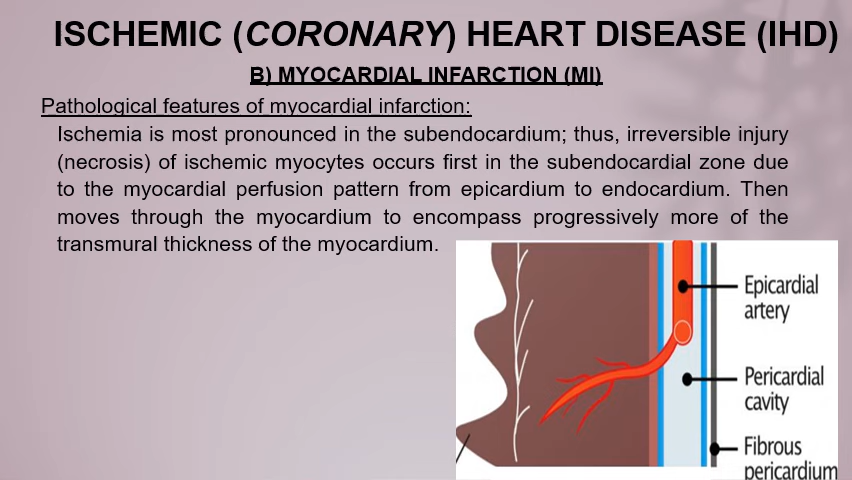 ISCHEMIC (CORONARY) HEART DISEASE (IHD)
B) MYOCARDIAL INFARCTION (MI)
Pathological features of myocardial infarction:
Ischemia is most pronounced in the subendocardium; thus, irreversible injury
(necrosis) of ischemic myocytes occurs first in the subendocardial zone due
to the myocardial perfusion pattern from epicardium to endocardium. Then
moves through the myocardium to encompass progressively more of the
transmural thickness of the myocardium.
Epicardial
artery
Pericardial
cavity
Fibrous
pericardium